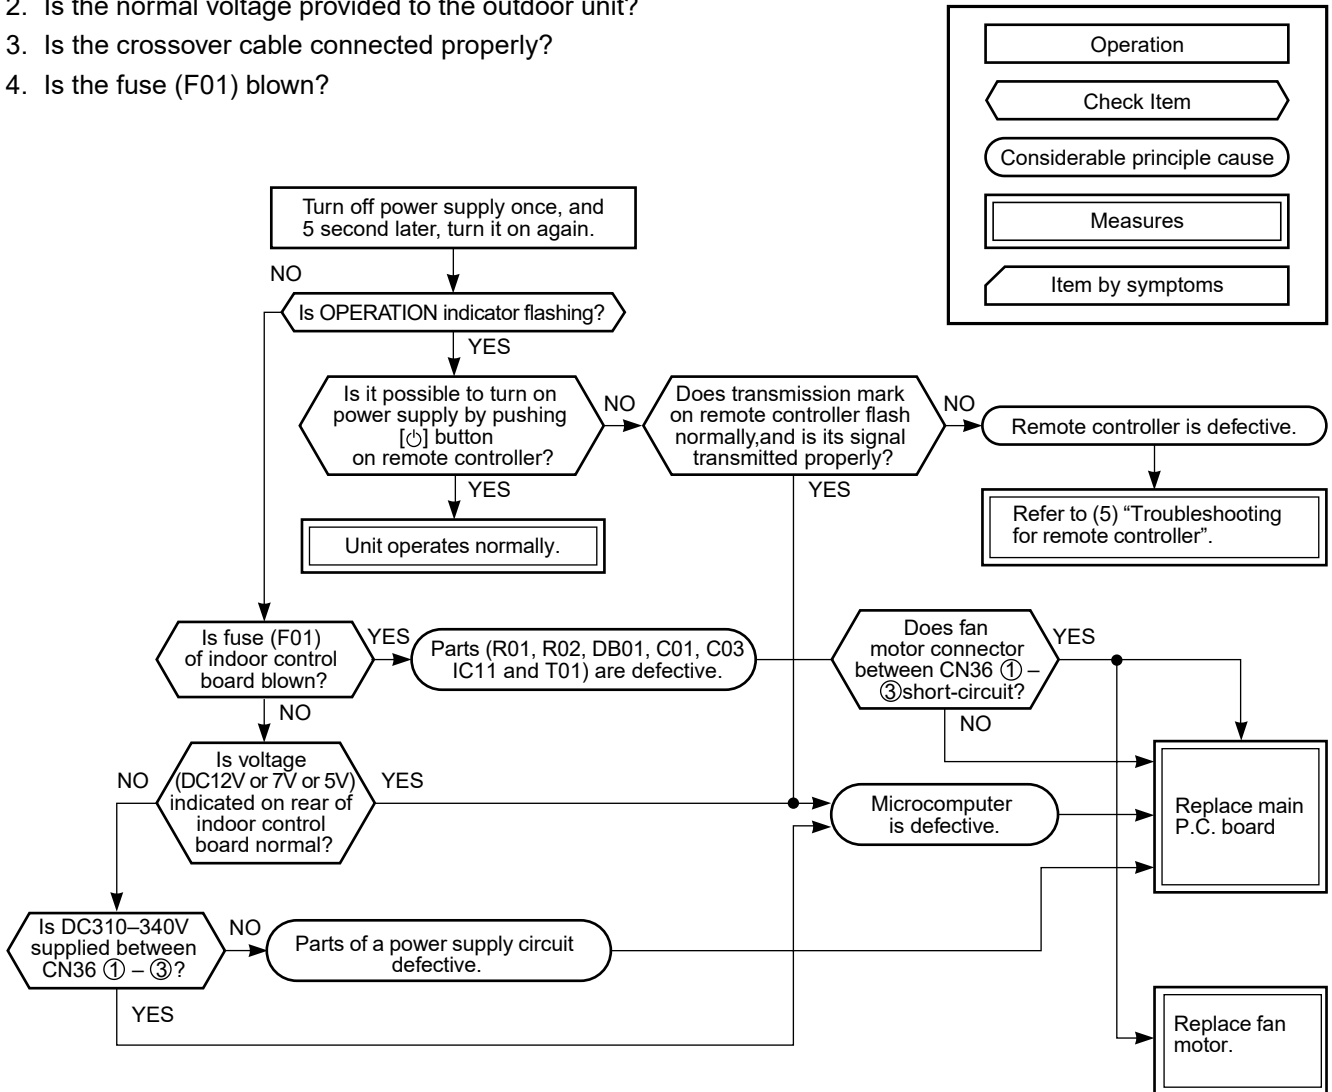 2. Is the normal voltage provided to the outdoor unit?
3. Is the crossover cable connected properly?
4. Is the fuse (F01) blown?
Operation
Check Item
Considerable principle cause
Measures
Item by symptoms
Turn off power supply once, and
5 second later, turn it on again.
NO
Is OPERATION indicator flashing?
YES
Is it possible to turn on
power supply by pushing
[⏻] button
on remote controller?
NO
Does transmission mark
on remote controller flash
normally,and is its signal
transmitted properly?
NO
Remote controller is defective.
YES
YES
Unit operates normally.
Refer to (5) “Troubleshooting
for remote controller”.
Is fuse (F01)
of indoor control
board blown?
YES
Parts (R01, R02, DB01, C01, C03
IC11 and T01) are defective.
Does fan
motor connector
between CN36 ① –
③short-circuit?
YES
NO
NO
Is voltage
(DC12V or 7V or 5V)
indicated on rear of
indoor control
board normal?
NO
YES
Microcomputer
is defective.
Replace main
P.C. board
Is DC310–340V
supplied between
CN36 ① – ③?
NO
Parts of a power supply circuit
defective.
YES
Replace fan
motor.